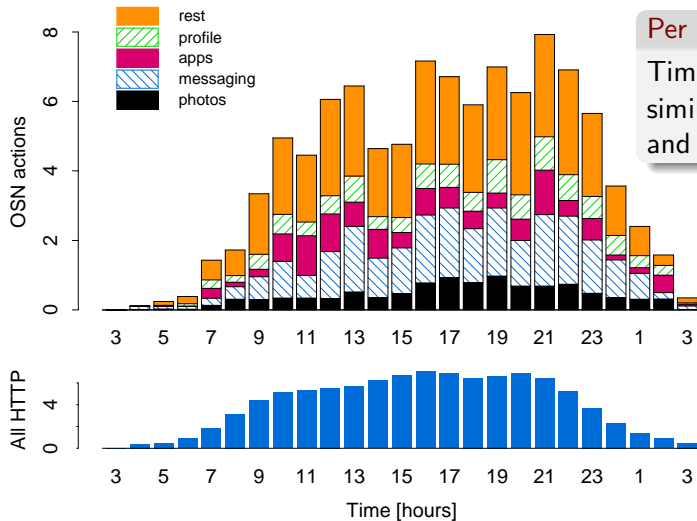 rest
profile
apps
messaging
photos
8
6
4
2
0
OSN actions
3 5 7 9 11 13 15 17 19 21 23 1 3
4
0
All HTTP
3 5 7 9 11 13 15 17 19 21 23 1 3
Time [hours]
Per
Tim
simi
and